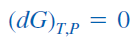 (dG)T,P = 0